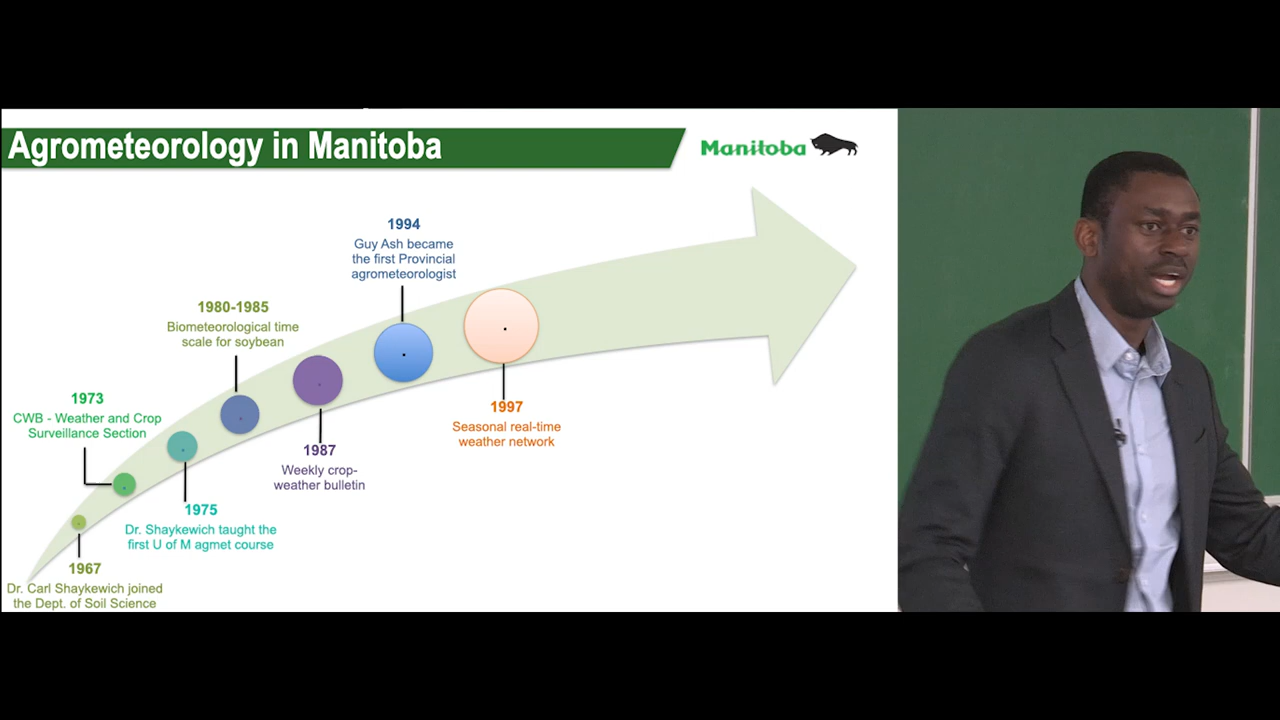 Agrometeorology in Manitoba
Manitoba
1994
Guy Ash became
the first Provincial
agrometeorologist
1980-1985
Biometeorological time
scale for soybean
1973
CWB - Weather and Crop
Surveillance Section
1997
Seasonal real-time
weather network
1987
Weekly crop-
weather bulletin
1975
Dr. Shaykewich taught the
first U of M agmet course
1967
Dr. Carl Shaykewich joined
the Dept. of Soil Science